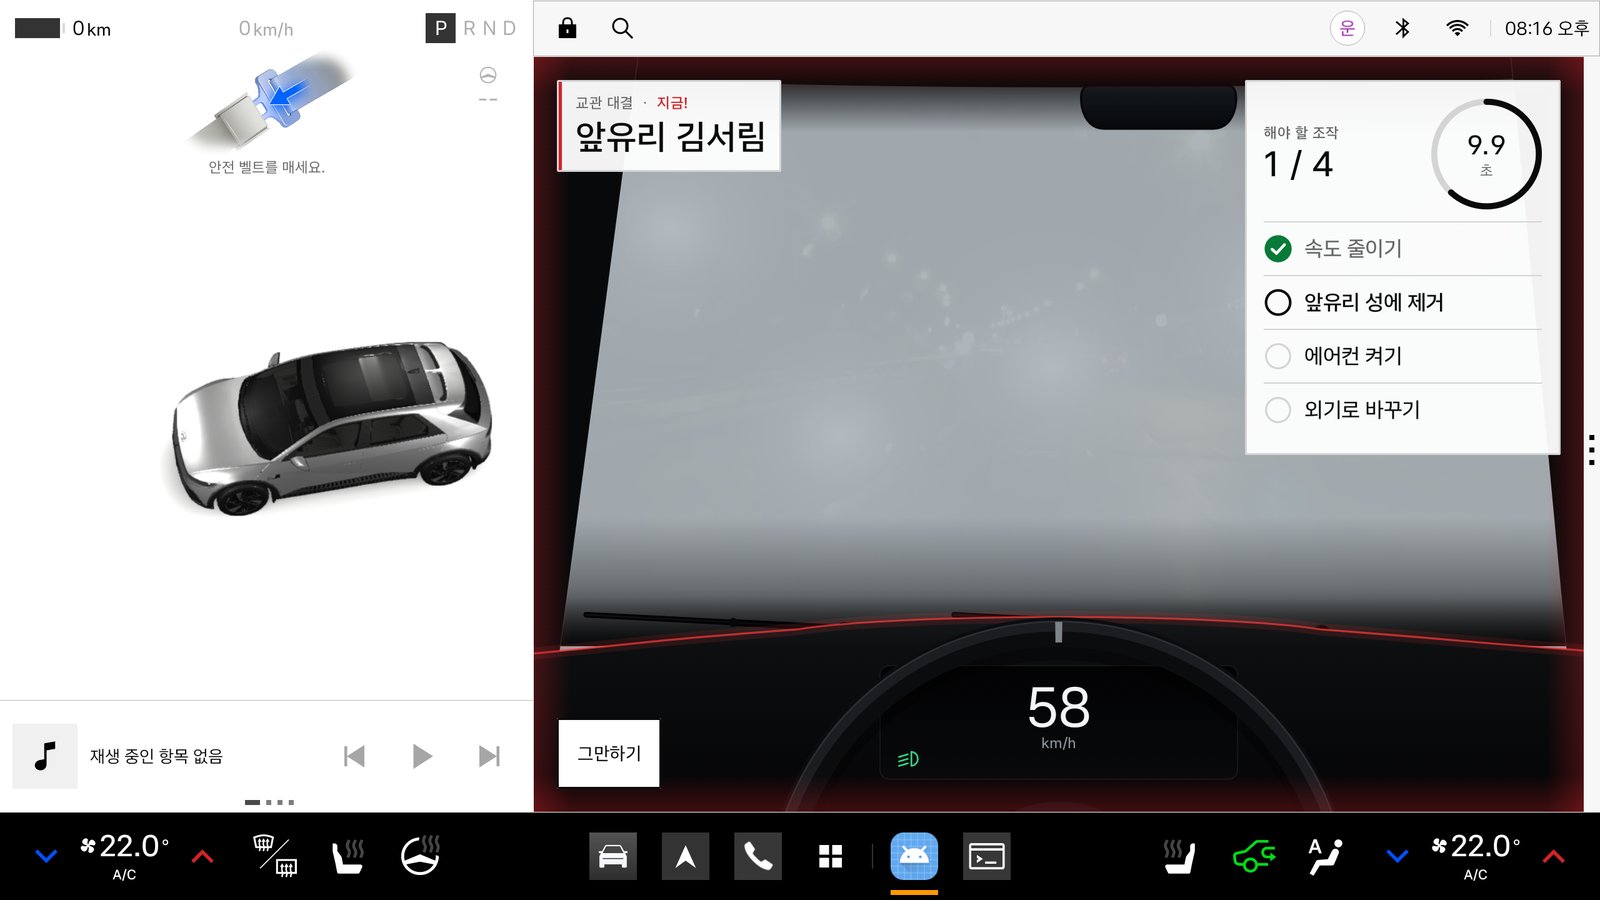 0 km
0 km/h
P R N D
운
08:16 오후
--
안전 벨트를 매세요.
교관 대결 · 지금!
앞유리 김서림
해야 할 조작
1 / 4
9.9
초
속도 줄이기
앞유리 성에 제거
에어컨 켜기
외기로 바꾸기
58
km/h
그만하기
재생 중인 항목 없음
22.0°
A/C
A
22.0°
A/C